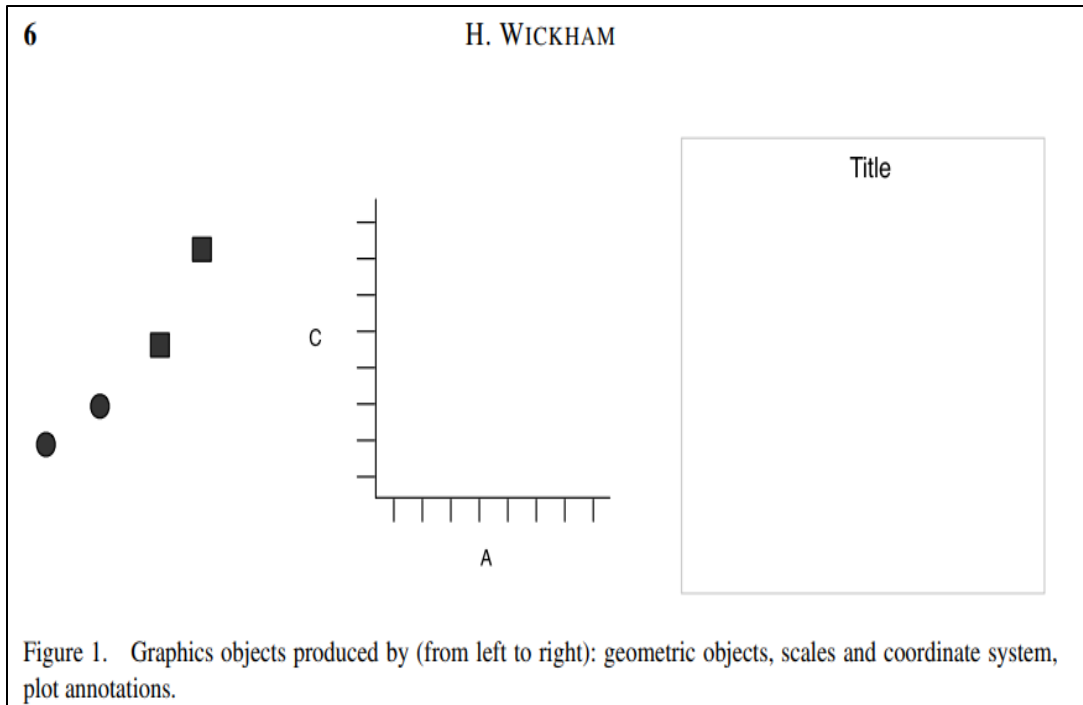 6 H. WICKHAM
Title
C
A
Figure 1. Graphics objects produced by (from left to right): geometric objects, scales and coordinate system,
plot annotations.